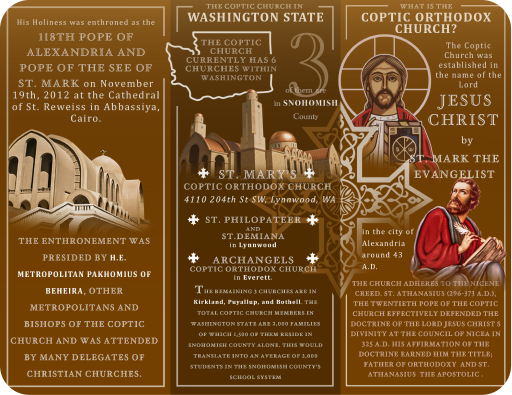 His Holiness was enthroned as the
118TH POPE OF
ALEXANDRIA AND
POPE OF THE SEE OF
ST. MARK on November
19th, 2012 at the Cathedral
of St. Reweiss in Abbassiya,
Cairo.
THE ENTHRONEMENT WAS
PRESIDED BY H.E.
METROPOLITAN PAKHOMIUS OF
BEHEIRA, OTHER
METROPOLITANS AND
BISHOPS OF THE COPTIC
CHURCH AND WAS ATTENDED
BY MANY DELEGATES OF
CHRISTIAN CHURCHES.
THE COPTIC CHURCH IN
WASHINGTON STATE
THE COPTIC
CHURCH
CURRENTLY HAS 6
CHURCHES WITHIN
WASHINGTON
3
of them are
in SNOHOMISH
County
ST. MARY'S
COPTIC ORTHODOX CHURCH
4110 204th St SW, Lynnwood, WA
ST. PHILOPATEER
AND
ST.DEMIANA
in Lynnwood
ARCHANGELS
COPTIC ORTHODOX CHURCH
in Everett.
THE REMAINING 3 CHURCHES ARE IN
Kirkland, Puyallup, and Bothell. THE
TOTAL COPTIC CHURCH MEMBERS IN
WASHINGTON STATE ARE 2,000 FAMILIES
OF WHICH 1,500 OF THEM RESIDE IN
SNOHOMISH COUNTY ALONE. THIS WOULD
TRANSLATE INTO AN AVERAGE OF 2,000
STUDENTS IN THE SNOHOMISH COUNTY'S
SCHOOL SYSTEM
WHAT IS THE
COPTIC ORTHODOX
CHURCH?
The Coptic
Church was
established in
the name of the
Lord
JESUS
CHRIST
by
ST. MARK THE
EVANGELIST
in the city of
Alexandria
around 43
A.D.
THE CHURCH ADHERES TO THE NICENE
CREED. ST. ATHANASIUS (296-373 A.D.),
THE TWENTIETH POPE OF THE COPTIC
CHURCH EFFECTIVELY DEFENDED THE
DOCTRINE OF THE LORD JESUS CHRIST'S
DIVINITY AT THE COUNCIL OF NICEA IN
325 A.D. HIS AFFIRMATION OF THE
DOCTRINE EARNED HIM THE TITLE;
FATHER OF ORTHODOXY AND ST.
ATHANASIUS THE APOSTOLIC.